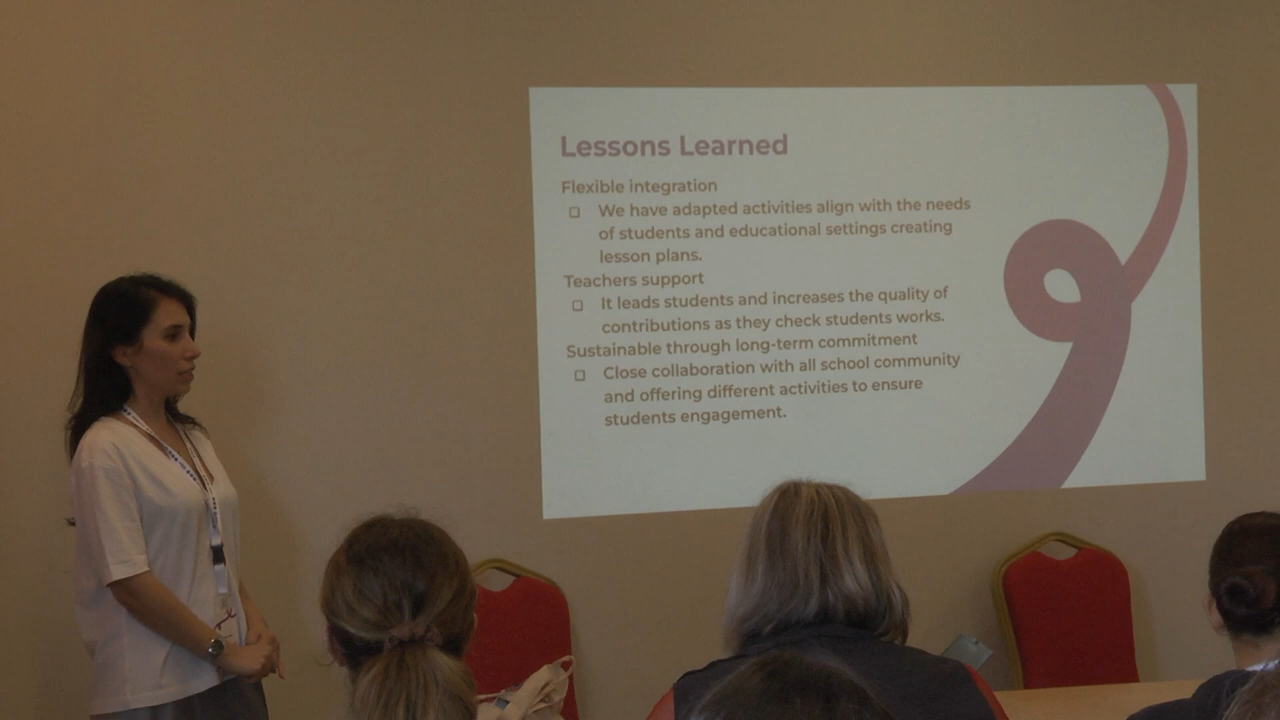 Lessons Learned
Flexible integration
❑ We have adapted activities align with the needs
of students and educational settings creating
lesson plans.
Teachers support
❑ It leads students and increases the quality of
contributions as they check students works.
Sustainable through long-term commitment
❑ Close collaboration with all school community
and offering different activities to ensure
students engagement.